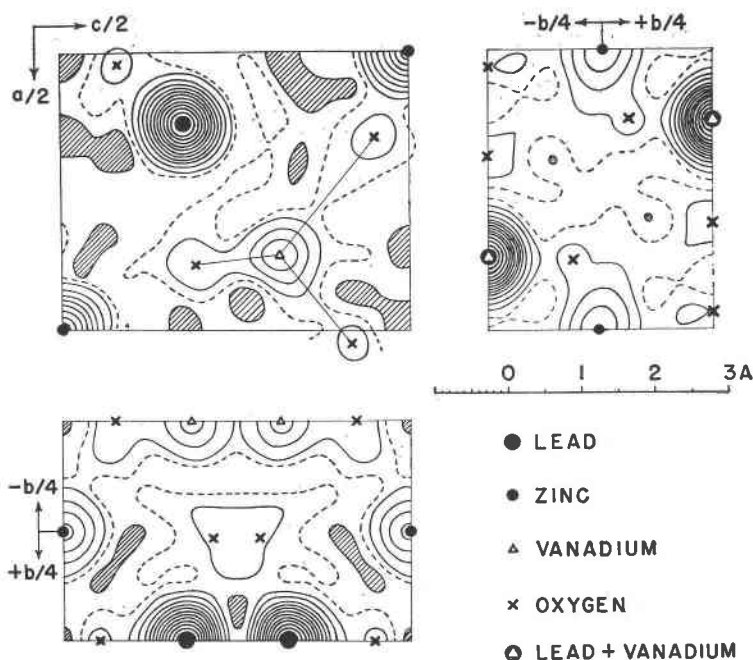 c/2
a/2
-b/4 +b/4
0 1 2 3A
-b/4
+b/4
LEAD
ZINC
VANADIUM
OXYGEN
LEAD + VANADIUM